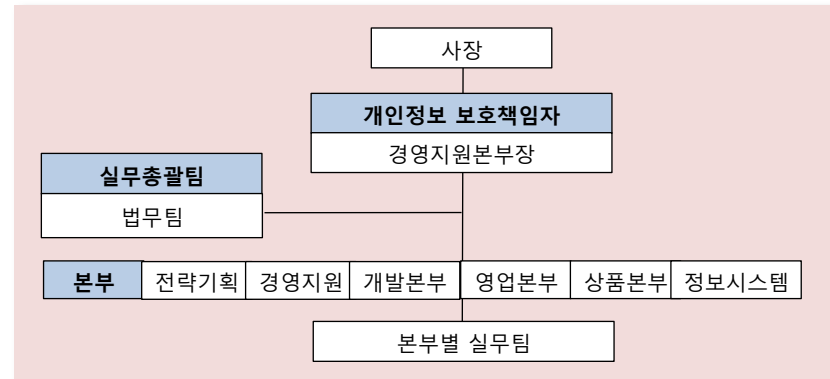 사장
개인정보 보호책임자
경영지원본부장
실무총괄팀
법무팀
본부 전략기획 경영지원 개발본부 영업본부 상품본부 정보시스템
본부별 실무팀